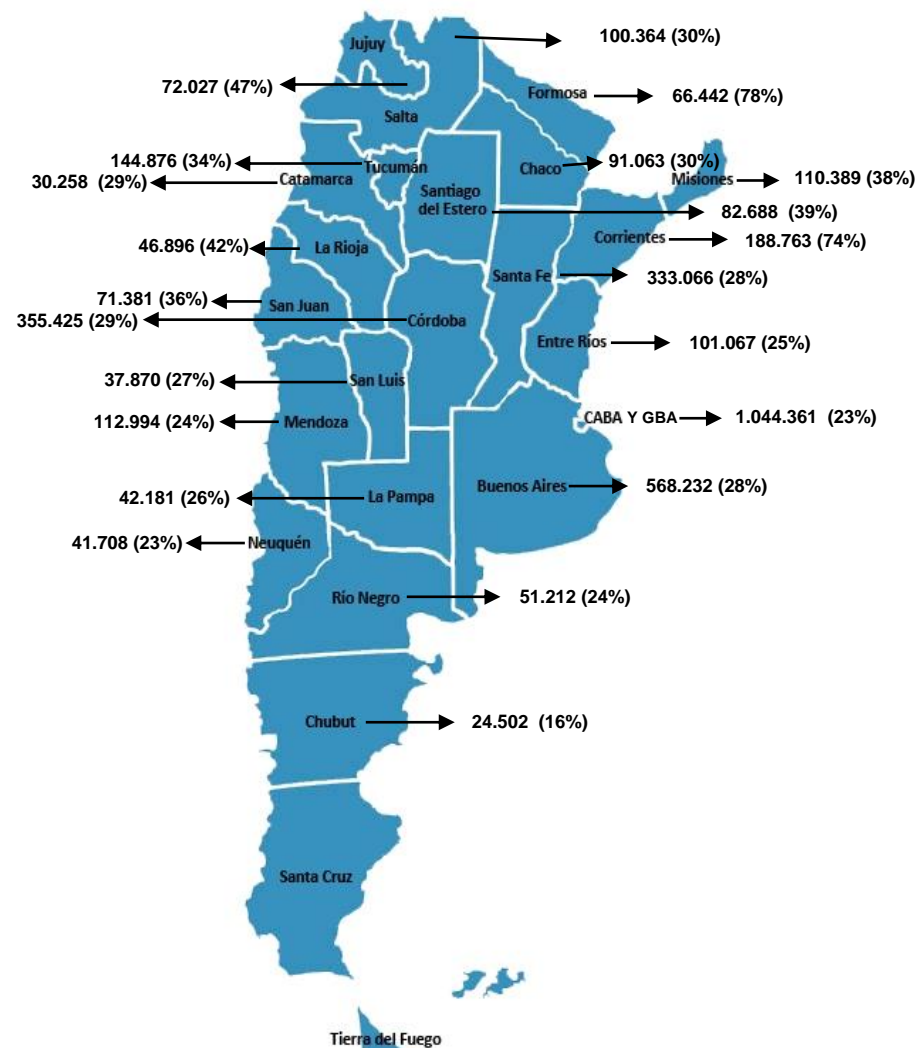 100.364 (30%)
Jujuy
72.027 (47%)
Formosa
66.442 (78%)
Salta
144.876 (34%)
Tucumán
Chaco
91.063 (30%)
30.258 (29%)
Catamarca
Misiones
110.389 (38%)
Santiago
del Estero
82.688 (39%)
46.896 (42%)
La Rioja
Corrientes
188.763 (74%)
Santa Fe
333.066 (28%)
71.381 (36%)
San Juan
355.425 (29%)
Córdoba
Entre Ríos
101.067 (25%)
37.870 (27%)
San Luis
112.994 (24%)
Mendoza
CABA Y GBA
1.044.361 (23%)
42.181 (26%)
La Pampa
Buenos Aires
568.232 (28%)
41.708 (23%)
Neuquén
Río Negro
51.212 (24%)
Chubut
24.502 (16%)
Santa Cruz
Tierra del Fuego